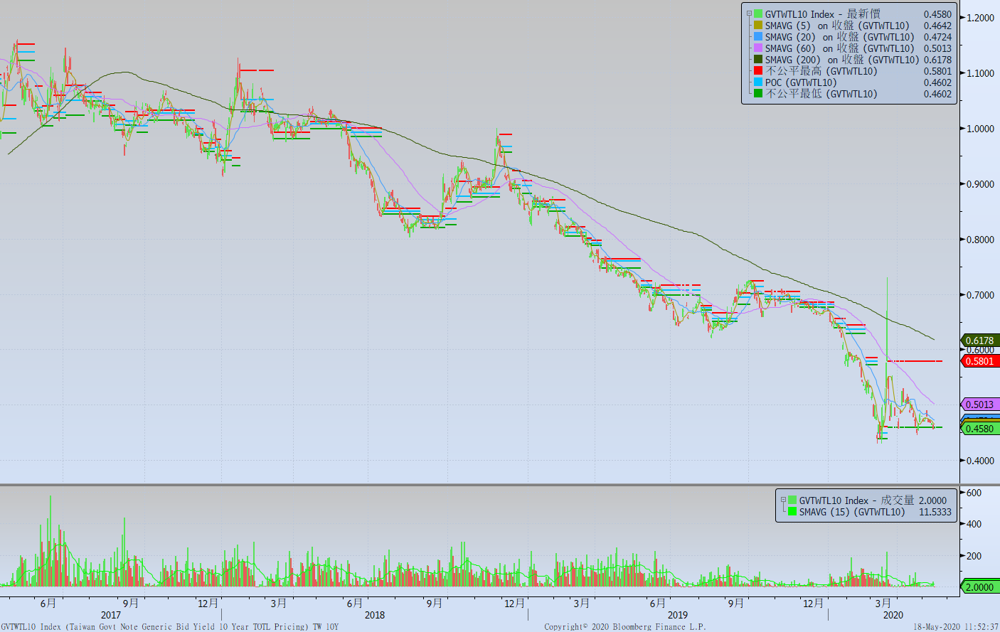 GVTWTL10 Index - 最新價 0.4580
SMAVG (5) on 收盤 (GVTWTL10) 0.4642
SMAVG (20) on 收盤 (GVTWTL10) 0.4724
SMAVG (60) on 收盤 (GVTWTL10) 0.5013
SMAVG (200) on 收盤 (GVTWTL10) 0.6178
不公平最高 (GVTWTL10) 0.5801
POC (GVTWTL10) 0.4602
不公平最低 (GVTWTL10) 0.4602
1.2000
1.1000
1.0000
0.9000
0.8000
0.7000
0.6178
0.6000
0.5801
0.5013
0.4580
0.4000
GVTWTL10 Index - 成交量 2.0000
SMAVG (15) (GVTWTL10) 11.5333
600
400
200
2.0000
6月 9月 12月 3月 6月 9月 12月 3月 6月 9月 12月 3月
2017 2018 2019 2020
GVTWTL10 Index (Taiwan Govt Note Generic Bid Yield 10 Year TOTL Pricing) TW 10Y Copyright© 2020 Bloomberg Finance L.P. 18-May-2020 11:52:37